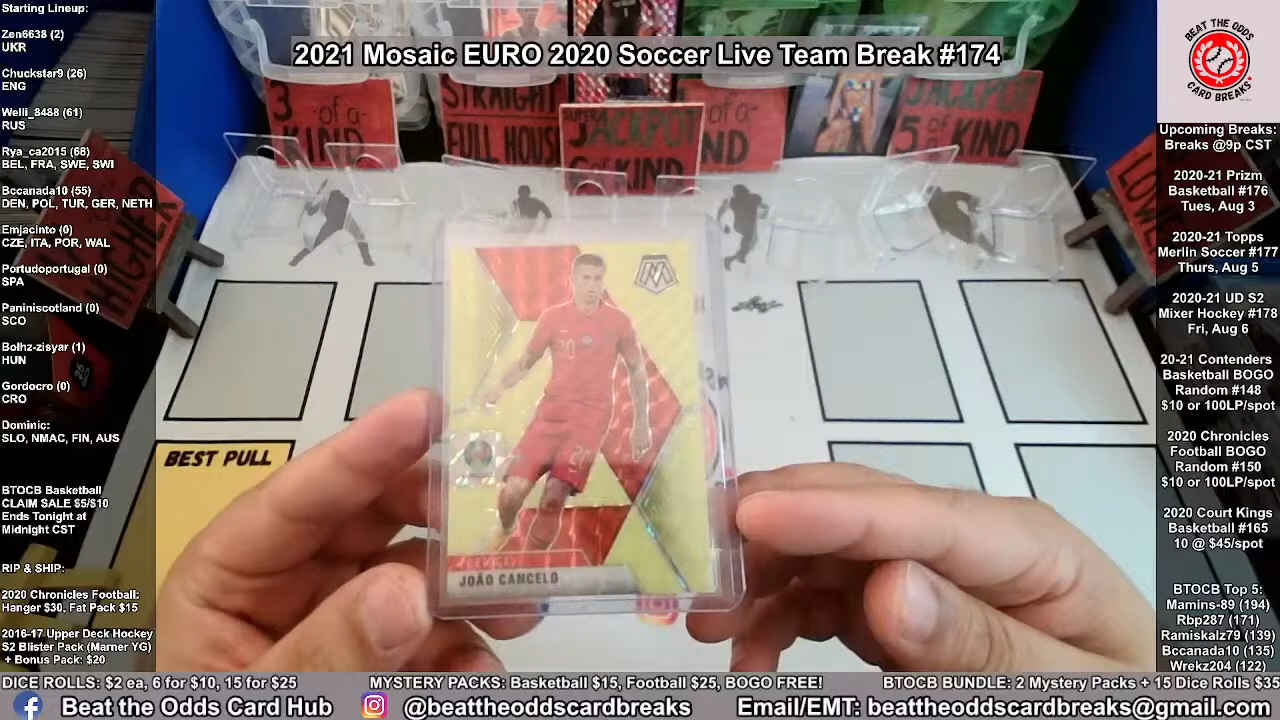 Starting Lineup:
Zen6638 (2)
UKR
Chuckster9 (26)
ENG
Welli_8488 (61)
RUS
Rya_ca2015 (68)
BEL, FRA, SWE, SWI
Bccanada10 (55)
DEN, POL, TUR, GER, NETH
Emjacinto (0)
CZE, ITA, POR, WAL
Portudoportugal (0)
SPA
Paniniscotland (0)
SCO
Bolhz-zisyar (1)
HUN
Gordocro (0)
CRO
Dominic:
SLO, NMAC, FIN, AUS
BTOCB Basketball
CLAIM SALE $5/$10
Ends Tonight at
Midnight CST
RIP & SHIP:
2020 Chronicles Football:
Hanger $30, Fat Pack $15
2016-17 Upper Deck Hockey
S2 Blister Pack (Marner YG)
+ Bonus Pack: $20
2021 Mosaic EURO 2020 Soccer Live Team Break #174
3
-of-a-
KIND
STRAIGHT
FULL HOUSE
SUPER
JACKPOT
6 of KIND
-of-a
ND
JACKPOT
5 of KIND
HIGHER
LOWE
BEST PULL
M
JOÃO CANCELO
BEAT THE ODDS
CARD BREAKS
Upcoming Breaks:
Breaks @9p CST
2020-21 Prizm
Basketball #176
Tues, Aug 3
2020-21 Topps
Merlin Soccer #177
Thurs, Aug 5
2020-21 UD S2
Mixer Hockey #178
Fri, Aug 6
20-21 Contenders
Basketball BOGO
Random #148
$10 or 100LP/spot
2020 Chronicles
Football BOGO
Random #150
$10 or 100LP/spot
2020 Court Kings
Basketball #165
10 @ $45/spot
BTOCB Top 5:
Mamins-89 (194)
Rbp287 (171)
Ramiskalz79 (139)
Bccanada10 (135)
Wrekz204 (122)
DICE ROLLS: $2 ea, 6 for $10, 15 for $25
MYSTERY PACKS: Basketball $15, Football $25, BOGO FREE!
BTOCB BUNDLE: 2 Mystery Packs + 15 Dice Rolls $35
Beat the Odds Card Hub
@beattheoddscardbreaks
Email/EMT: beattheoddscardbreaks@gmail.com